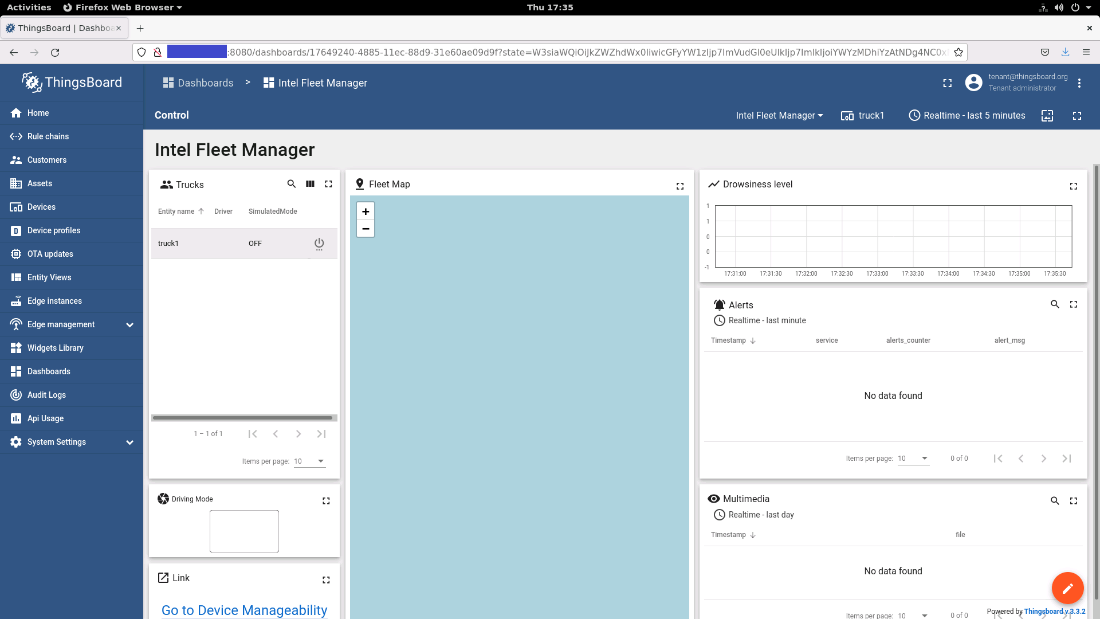 Activities Firefox Web Browser Thu 17:35
ThingsBoard | Dashbo
:8080/dashboards/17649240-4885-11ec-88d9-31e60ae09d9f?state=
ThingsBoard
Dashboards > Intel Fleet Manager
tenant@thingsboard.org
Tenant administrator
Control
Intel Fleet Manager truck1 Realtime - last 5 minutes
Home
Rule chains
Customers
Assets
Devices
Device profiles
OTA updates
Entity Views
Edge instances
Edge management
Widgets Library
Dashboards
Audit Logs
Api Usage
System Settings
Intel Fleet Manager
Trucks
Entity name Driver SimulatedMode
truck1 OFF
1 – 1 of 1
Items per page: 10
Driving Mode
Link
Go to Device Manageability
Fleet Map
+
−
Drowsiness level
1
1
0
0
-1
17:31:00 17:31:30 17:32:00 17:32:30 17:33:00 17:33:30 17:34:00 17:34:30 17:35:00 17:35:30
Alerts
Realtime - last minute
Timestamp service alerts_counter alert_msg
No data found
Items per page: 10 0 of 0
Multimedia
Realtime - last day
Timestamp file
No data found
Items per page: 10 0 of 0
Powered by Thingsboard v.3.3.2